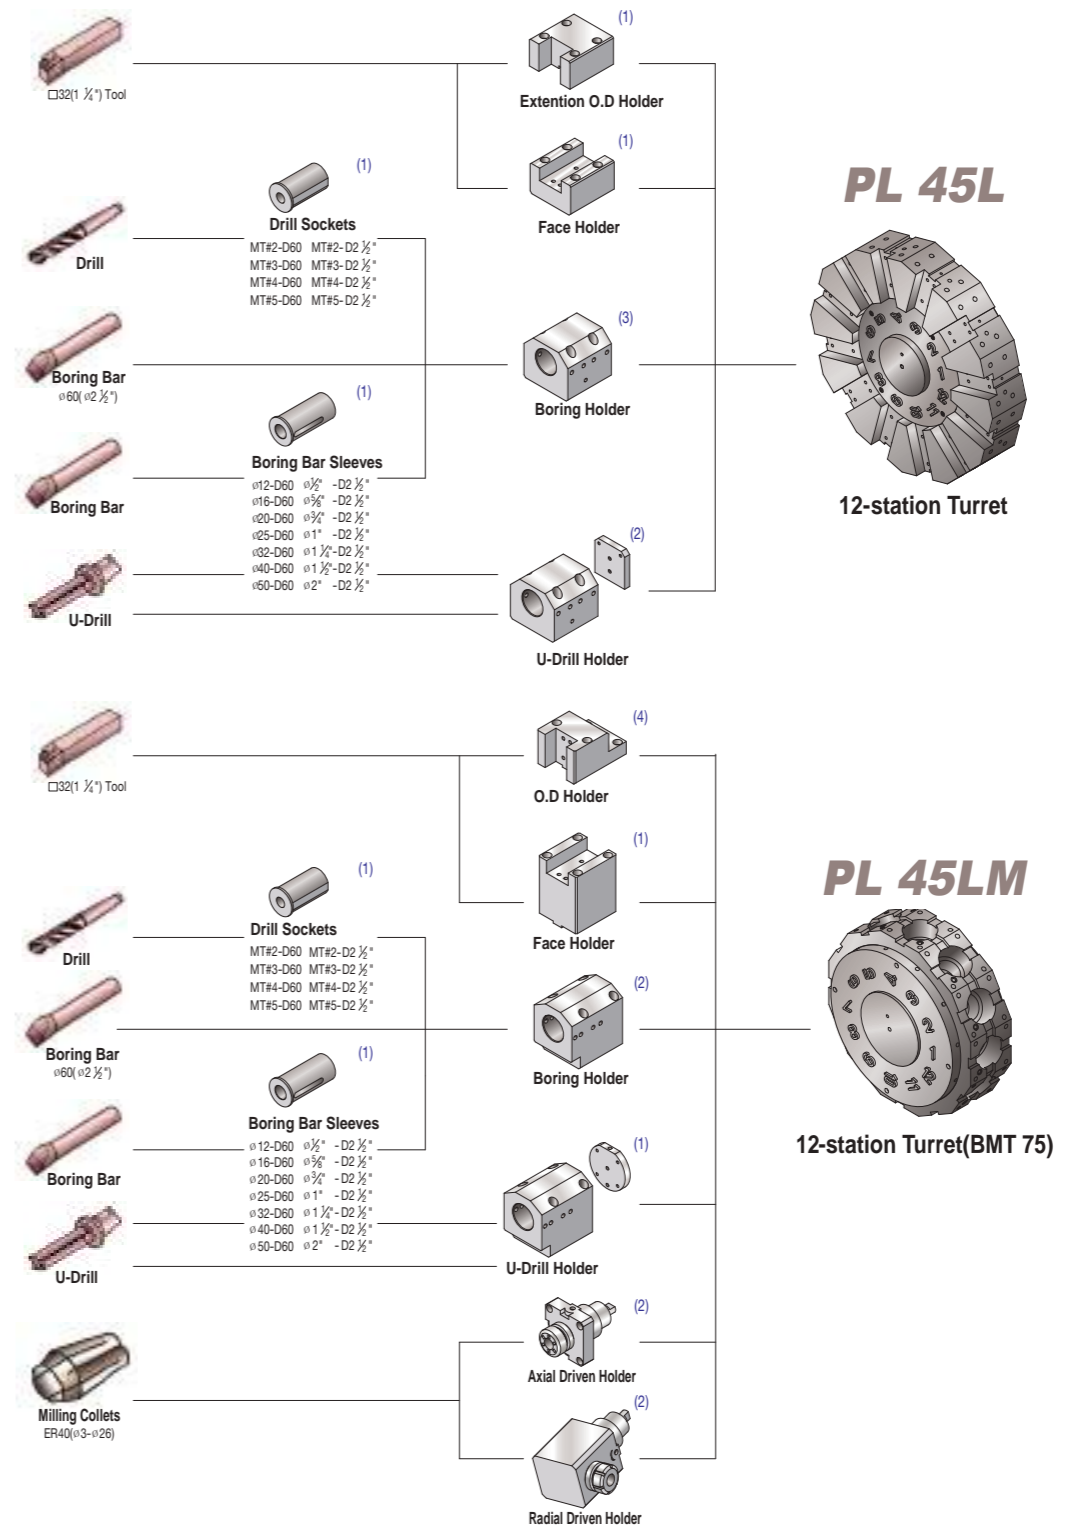 (1)
□32(1 ¼") Tool
Extention O.D Holder
(1)
Face Holder
PL 45L
(1)
Drill Sockets
MT#2-D60 MT#2-D2 ½"
MT#3-D60 MT#3-D2 ½"
MT#4-D60 MT#4-D2 ½"
MT#5-D60 MT#5-D2 ½"
Drill
(3)
Boring Holder
Boring Bar
ø60(ø2 ½")
(1)
Boring Bar Sleeves
ø12-D60 ø½" -D2 ½"
ø16-D60 ø⅝" -D2 ½"
ø20-D60 ø¾" -D2 ½"
ø25-D60 ø1" -D2 ½"
ø32-D60 ø1 ¼"-D2 ½"
ø40-D60 ø1 ½"-D2 ½"
ø50-D60 ø2" -D2 ½"
Boring Bar
12-station Turret
(2)
U-Drill
U-Drill Holder
(4)
□32(1 ¼") Tool
O.D Holder
(1)
Face Holder
PL 45LM
(1)
Drill Sockets
MT#2-D60 MT#2-D2 ½"
MT#3-D60 MT#3-D2 ½"
MT#4-D60 MT#4-D2 ½"
MT#5-D60 MT#5-D2 ½"
Drill
(2)
Boring Holder
Boring Bar
ø60(ø2 ½")
(1)
Boring Bar Sleeves
ø12-D60 ø½" -D2 ½"
ø16-D60 ø⅝" -D2 ½"
ø20-D60 ø¾" -D2 ½"
ø25-D60 ø1" -D2 ½"
ø32-D60 ø1 ¼"-D2 ½"
ø40-D60 ø1 ½"-D2 ½"
ø50-D60 ø2" -D2 ½"
Boring Bar
12-station Turret(BMT 75)
(1)
U-Drill
U-Drill Holder
(2)
Axial Driven Holder
Milling Collets
ER40(ø3-ø26)
(2)
Radial Driven Holder